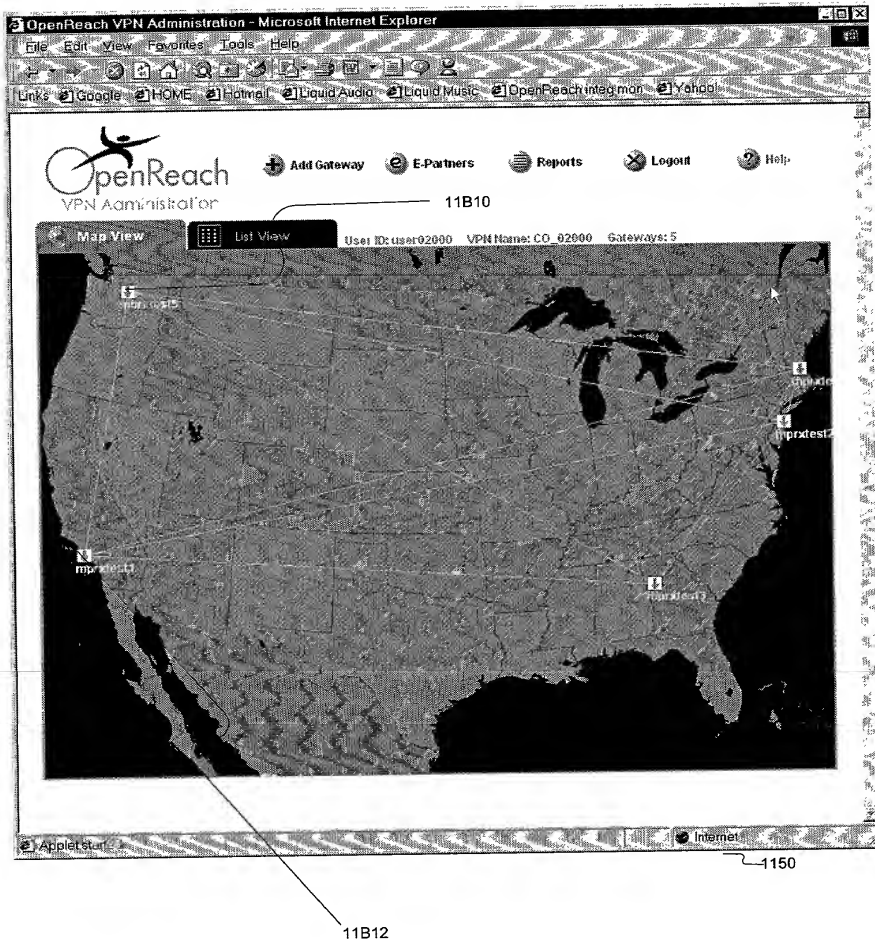 OpenReach VPN Administration - Microsoft Internet Explorer
File Edit View Favorites Tools Help
Links Google HOME Hotmail Liquid Audio Liquid Music OpenReach integ mon Yahoo!
OpenReach
VPN Administration
Add Gateway E-Partners Reports Logout Help
11B10
Map View List View User ID: user02000 VPN Name: CO_02000 Gateways: 5
mprxtest2
mprxtest1
mprxtest3
Applet Internet
1150
11B12